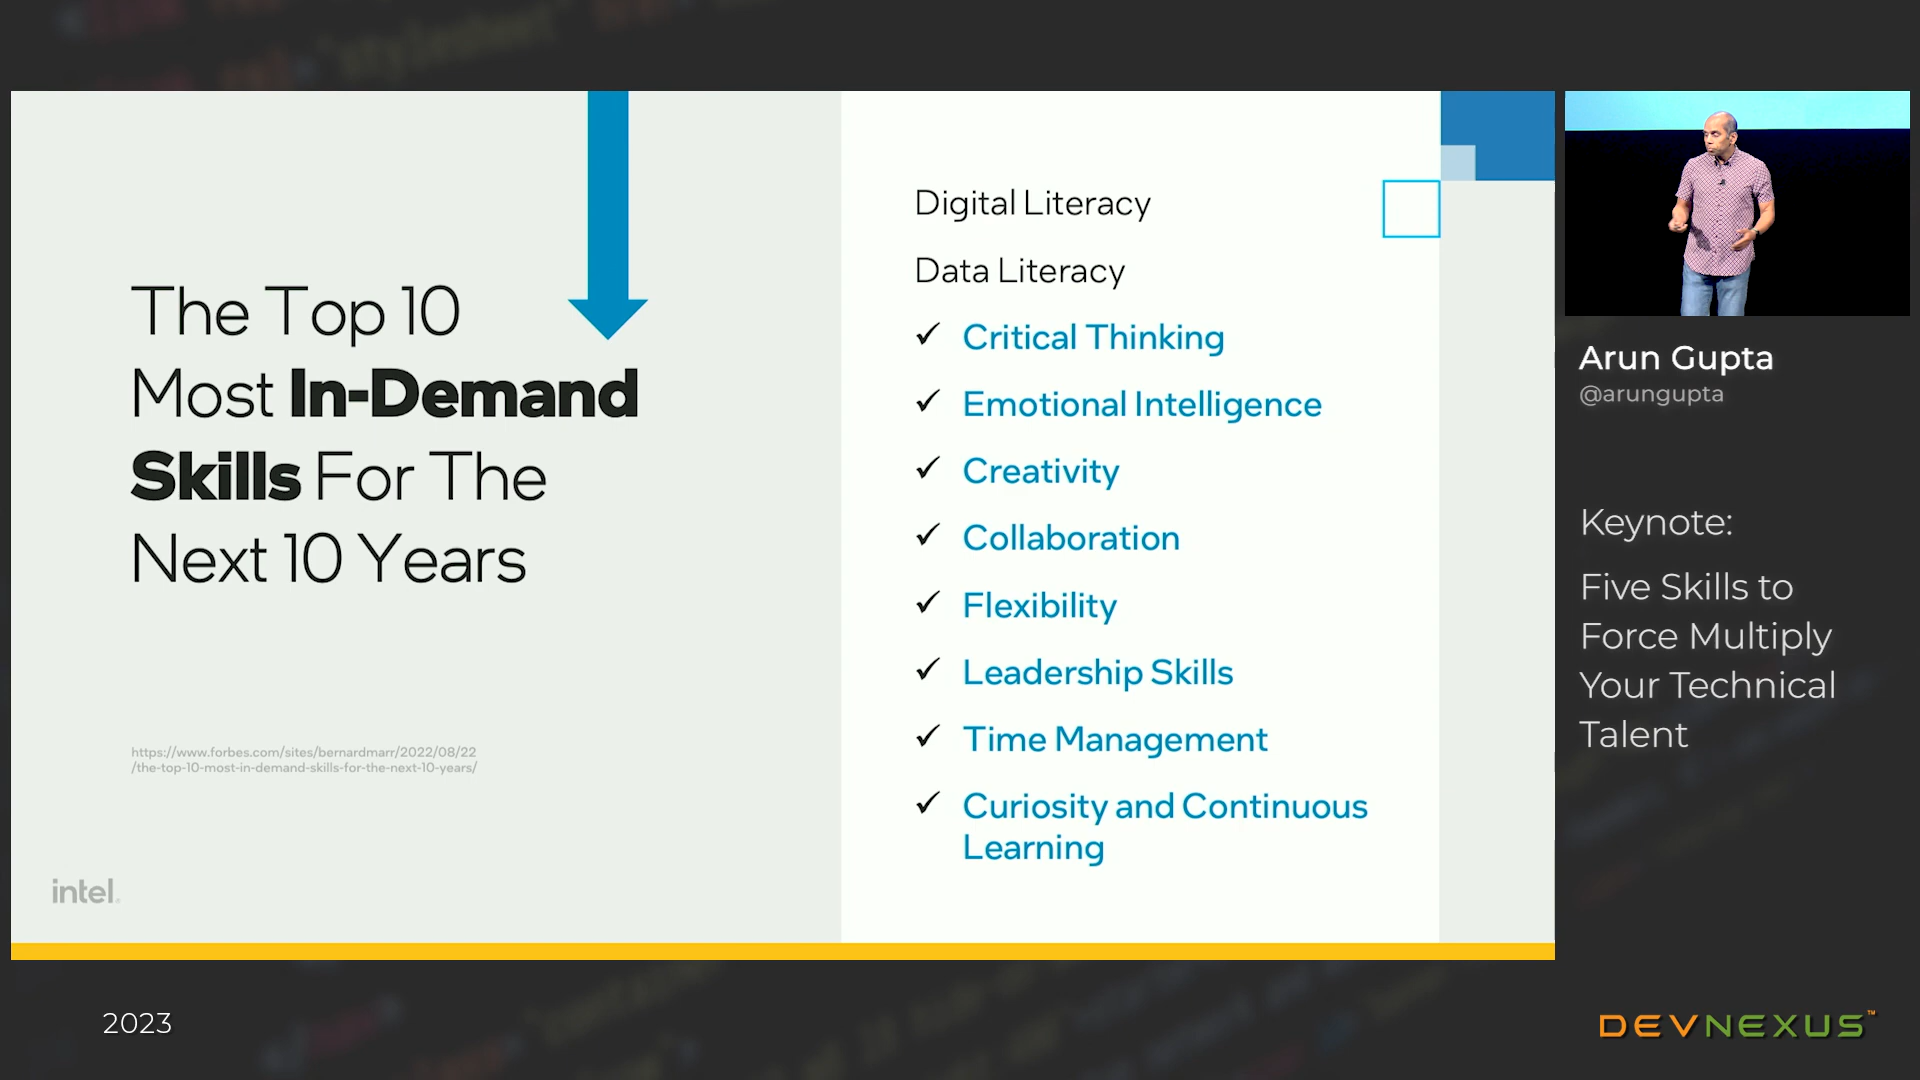 The Top 10
Most In-Demand
Skills For The
Next 10 Years
https://www.forbes.com/sites/bernardmarr/2022/08/22
/the-top-10-most-in-demand-skills-for-the-next-10-years/
intel.
Digital Literacy
Data Literacy
✓ Critical Thinking
✓ Emotional Intelligence
✓ Creativity
✓ Collaboration
✓ Flexibility
✓ Leadership Skills
✓ Time Management
✓ Curiosity and Continuous
Learning
Arun Gupta
@arungupta
Keynote:
Five Skills to
Force Multiply
Your Technical
Talent
2023
DEVNEXUS™